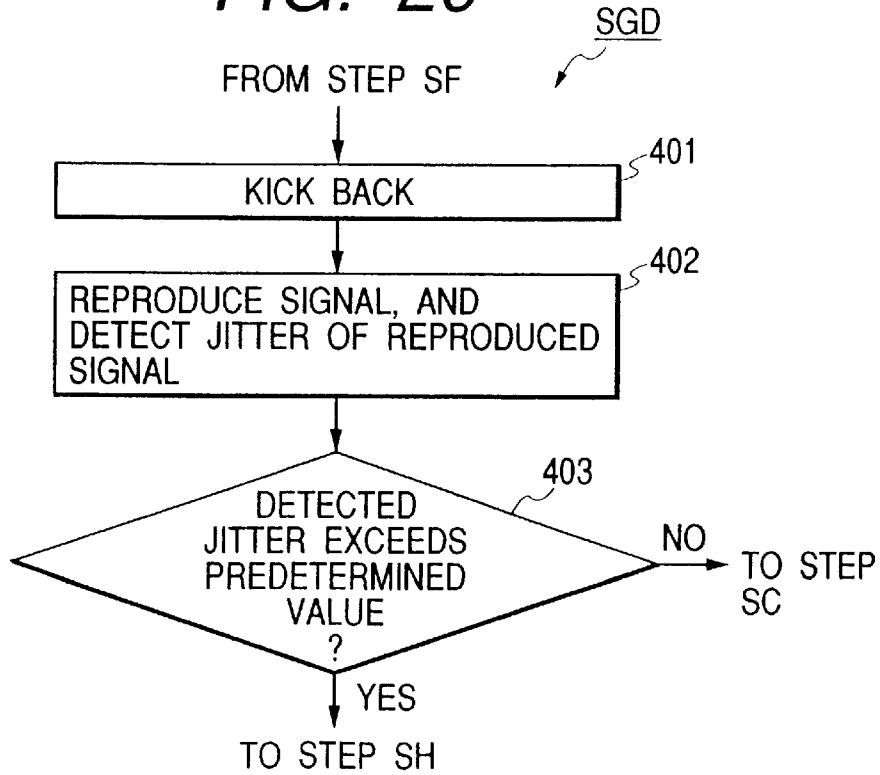 FIG.
SGD
FROM STEP SF
401
KICK BACK
402
REPRODUCE SIGNAL, AND
DETECT JITTER OF REPRODUCED
SIGNAL
403
DETECTED
JITTER EXCEEDS
PREDETERMINED
VALUE
?
NO
TO STEP
SC
YES
TO STEP SH